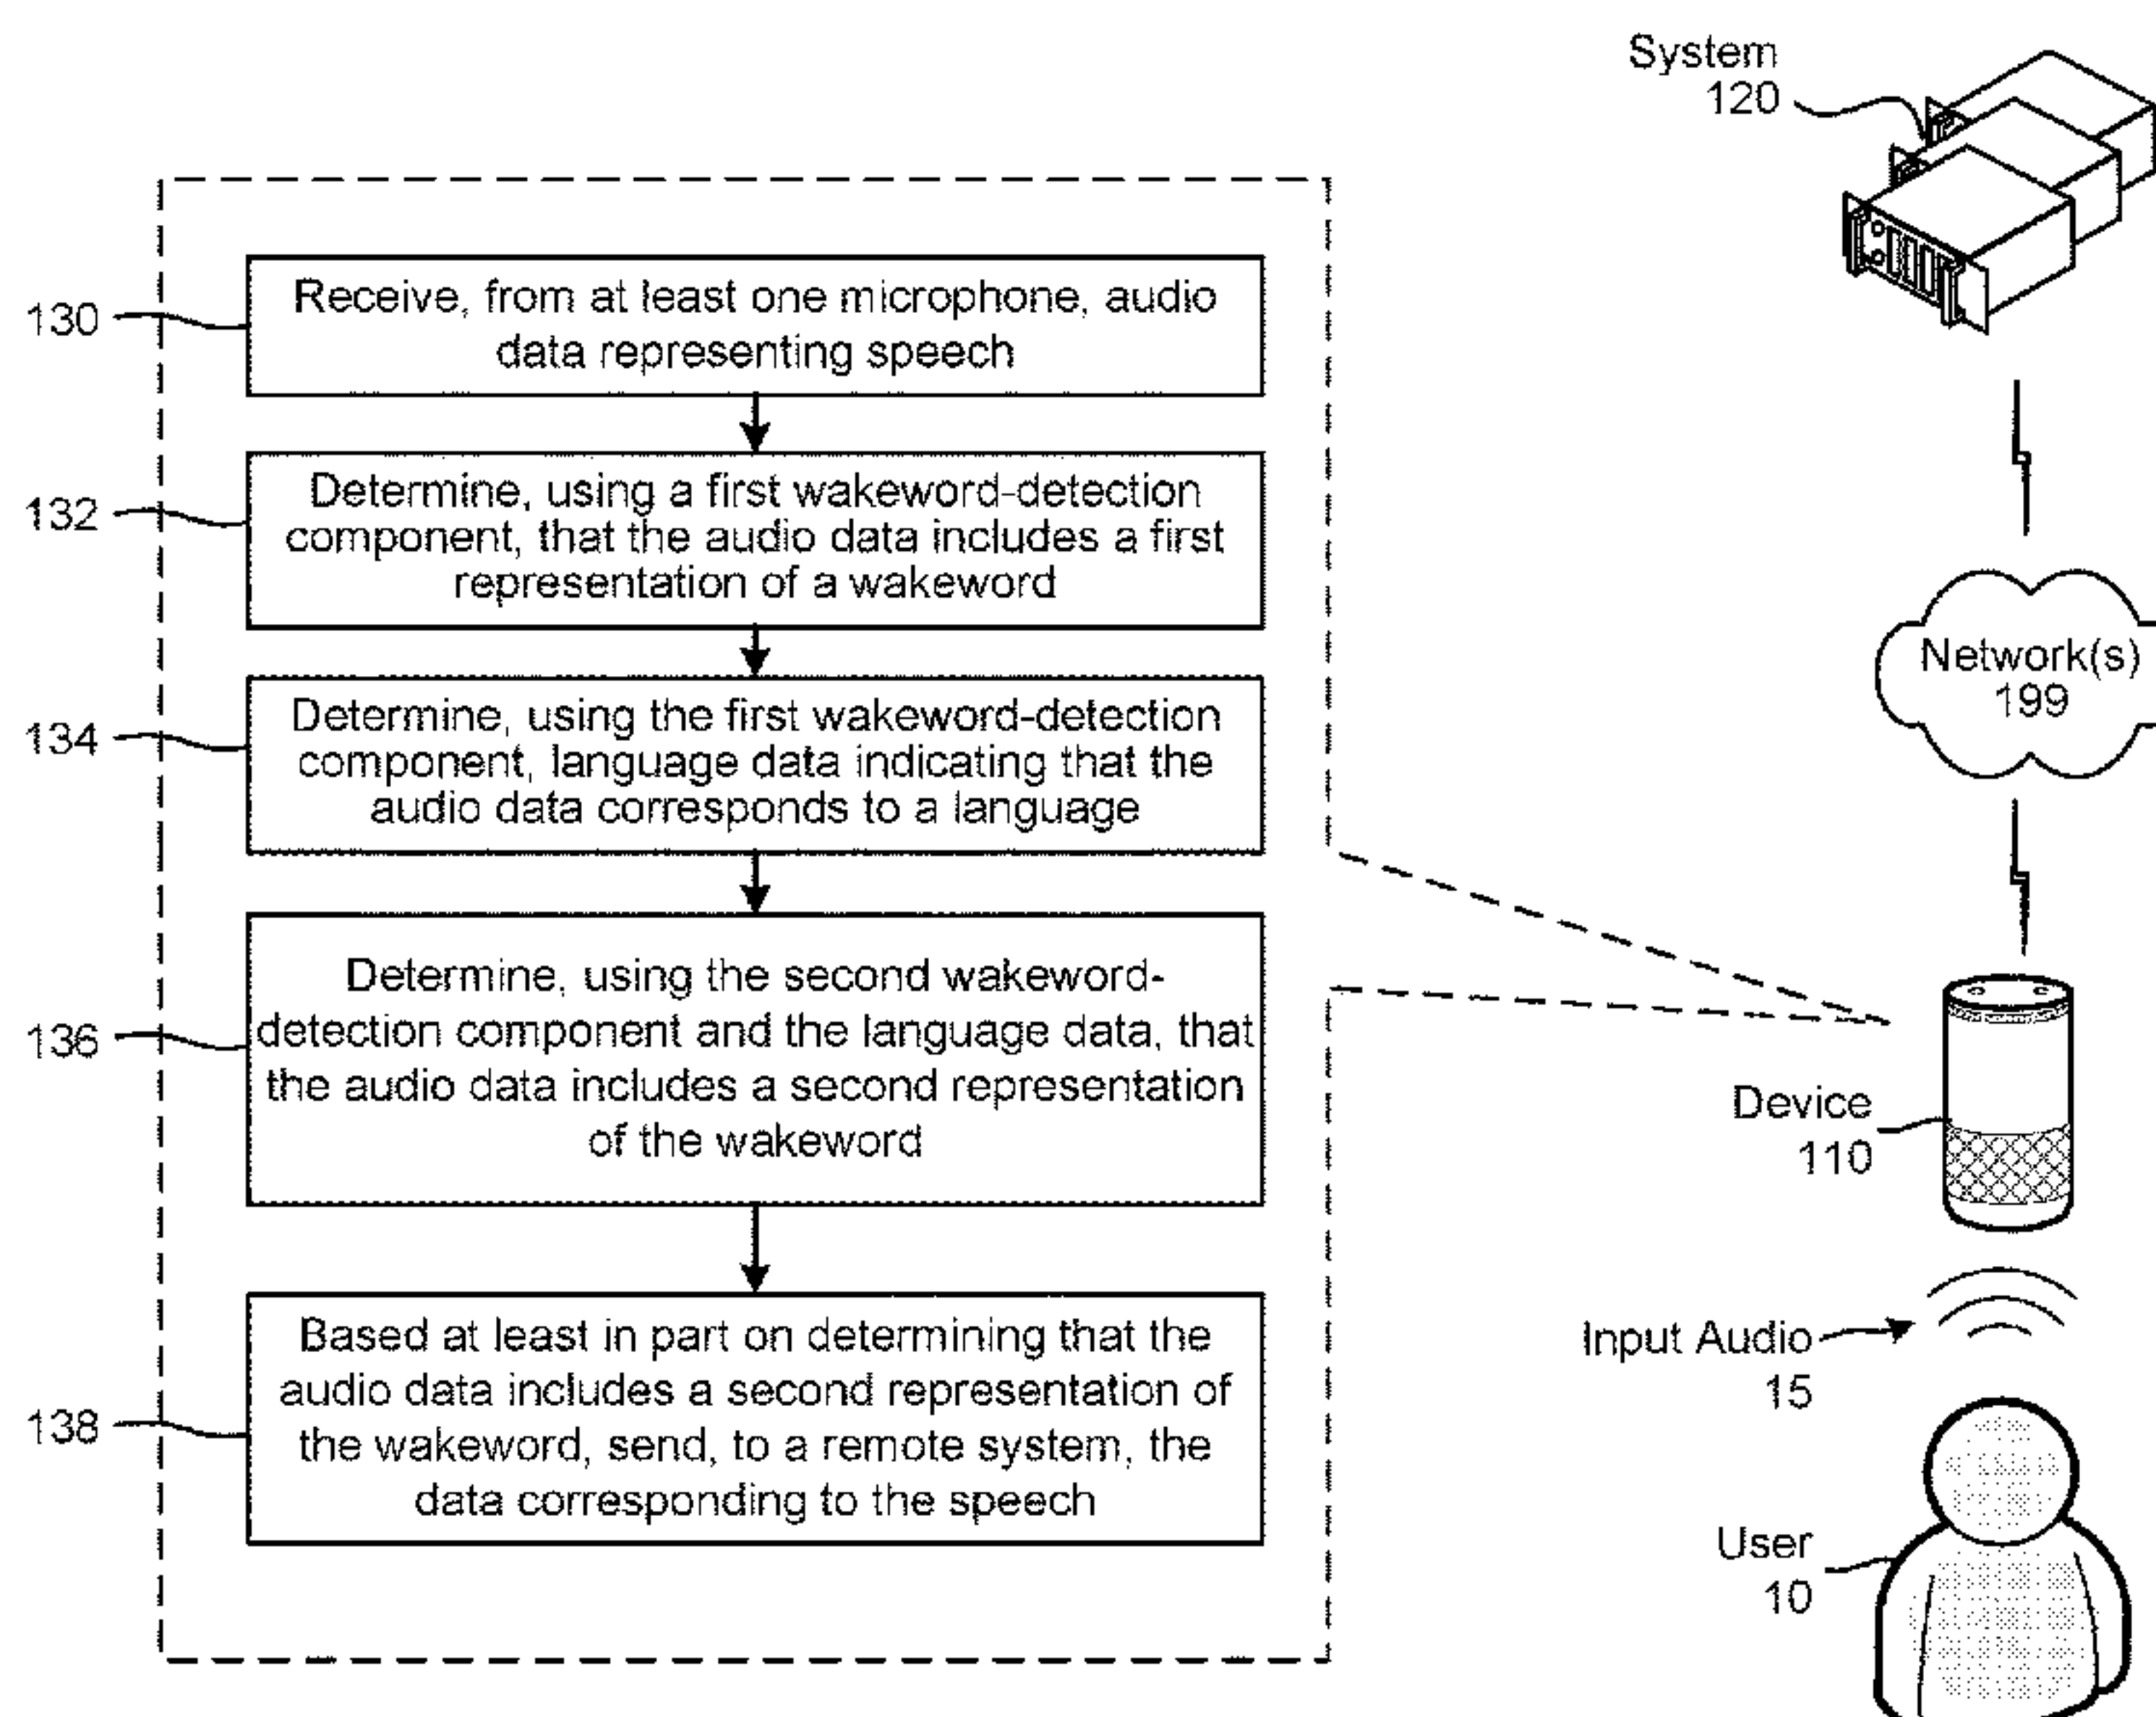 System
120
130
Receive, from at least one microphone, audio
data representing speech
132
Determine, using a first wakeword-detection
component, that the audio data includes a first
representation of a wakeword
134
Determine, using the first wakeword-detection
component, language data indicating that the
audio data corresponds to a language
136
Determine, using the second wakeword-
detection component and the language data, that
the audio data includes a second representation
of the wakeword
138
Based at least in part on determining that the
audio data includes a second representation of
the wakeword, send, to a remote system, the
data corresponding to the speech
Network(s)
199
Device
110
Input Audio
15
User
10